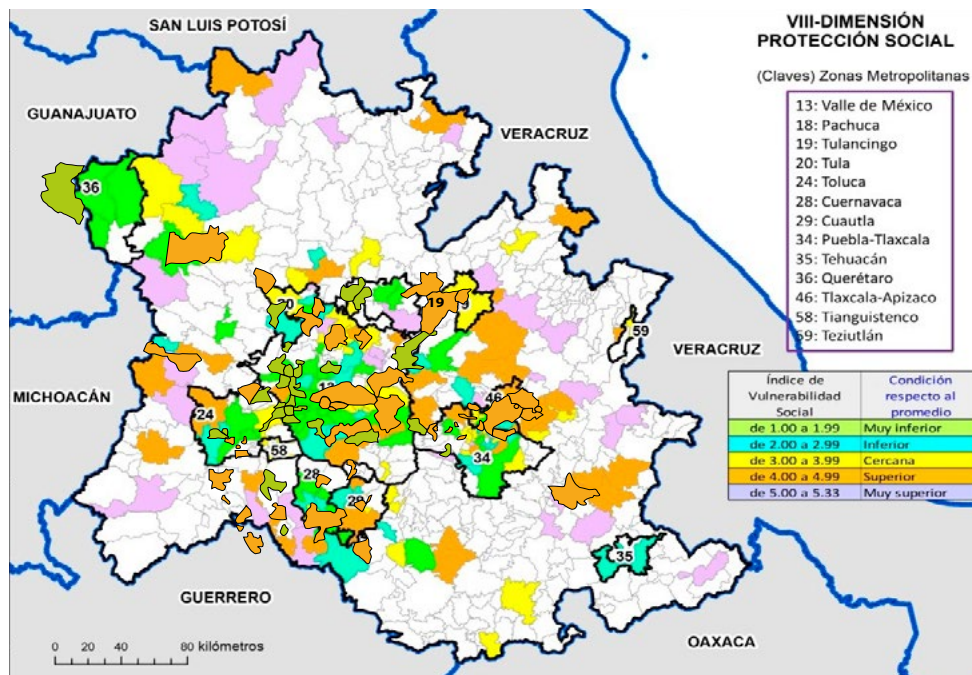 SAN LUIS POTOSÍ
GUANAJUATO
VERACRUZ
36
20
19
59
VERACRUZ
MICHOACÁN
13
46
24
58
34
28
29
35
GUERRERO
OAXACA
0 20 40 80 kilómetros
VIII-DIMENSIÓN
PROTECCIÓN SOCIAL
(Claves) Zonas Metropolitanas
13: Valle de México
18: Pachuca
19: Tulancingo
20: Tula
24: Toluca
28: Cuernavaca
29: Cuautla
34: Puebla-Tlaxcala
35: Tehuacán
36: Querétaro
46: Tlaxcala-Apizaco
58: Tianguistenco
59: Teziutlán
Índice de Condición
Vulnerabilidad respecto al
Social promedio
de 1.00 a 1.99 Muy inferior
de 2.00 a 2.99 Inferior
de 3.00 a 3.99 Cercana
de 4.00 a 4.99 Superior
de 5.00 a 5.33 Muy superior